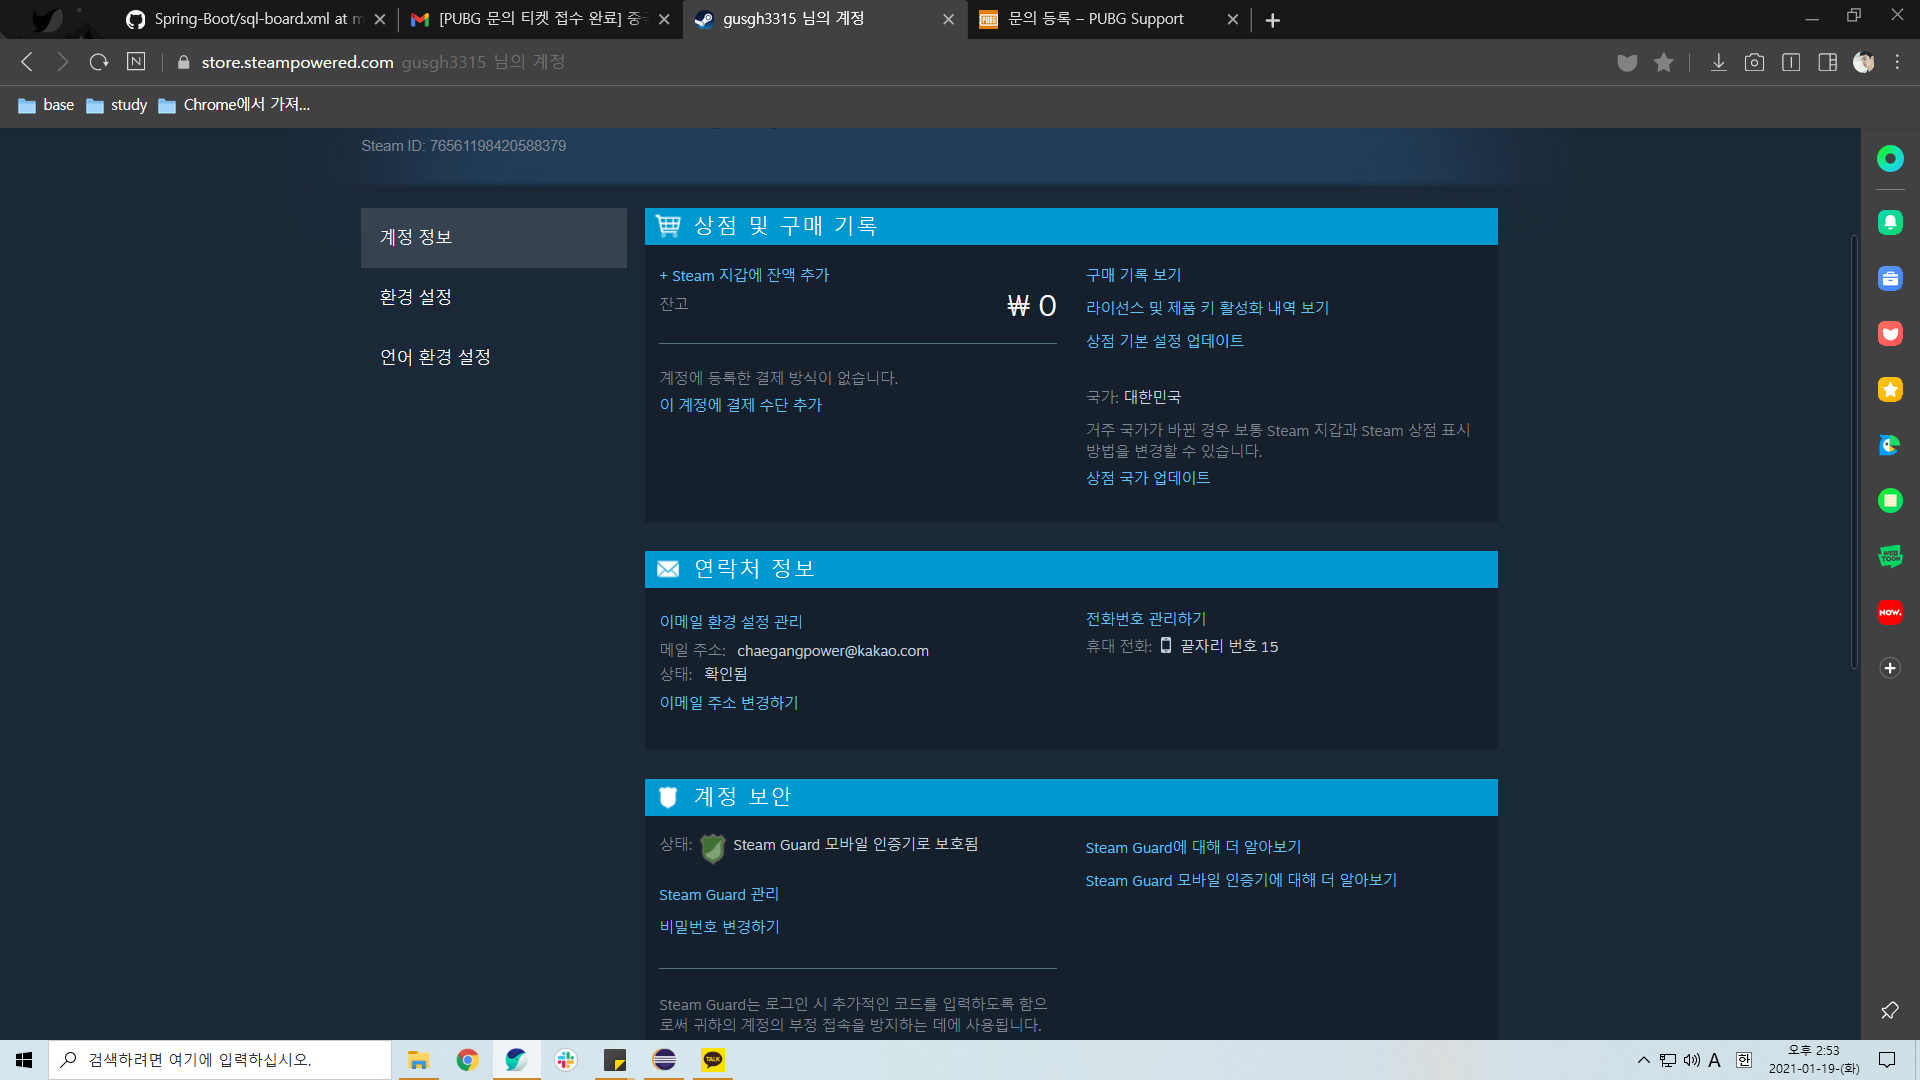 Spring-Boot/sql-board.xml at m
[PUBG 문의 티켓 접수 완료] 중국
gusgh3315 님의 계정
문의 등록 – PUBG Support
N
store.steampowered.com gusgh3315 님의 계정
base
study
Chrome에서 가져...
Steam ID: 76561198420588379
계정 정보
환경 설정
언어 환경 설정
상점 및 구매 기록
+ Steam 지갑에 잔액 추가
잔고
₩ 0
계정에 등록한 결제 방식이 없습니다.
이 계정에 결제 수단 추가
구매 기록 보기
라이선스 및 제품 키 활성화 내역 보기
상점 기본 설정 업데이트
국가: 대한민국
거주 국가가 바뀐 경우 보통 Steam 지갑과 Steam 상점 표시
방법을 변경할 수 있습니다.
상점 국가 업데이트
연락처 정보
이메일 환경 설정 관리
메일 주소: chaegangpower@kakao.com
상태: 확인됨
이메일 주소 변경하기
전화번호 관리하기
휴대 전화: 끝자리 번호 15
계정 보안
상태: Steam Guard 모바일 인증기로 보호됨
Steam Guard 관리
비밀번호 변경하기
Steam Guard에 대해 더 알아보기
Steam Guard 모바일 인증기에 대해 더 알아보기
Steam Guard는 로그인 시 추가적인 코드를 입력하도록 함으
로써 귀하의 계정의 부정 접속을 방지하는 데에 사용됩니다.
WEB
TOON
NOW.
검색하려면 여기에 입력하십시오.
TALK
A
한
오후 2:53
2021-01-19-(화)